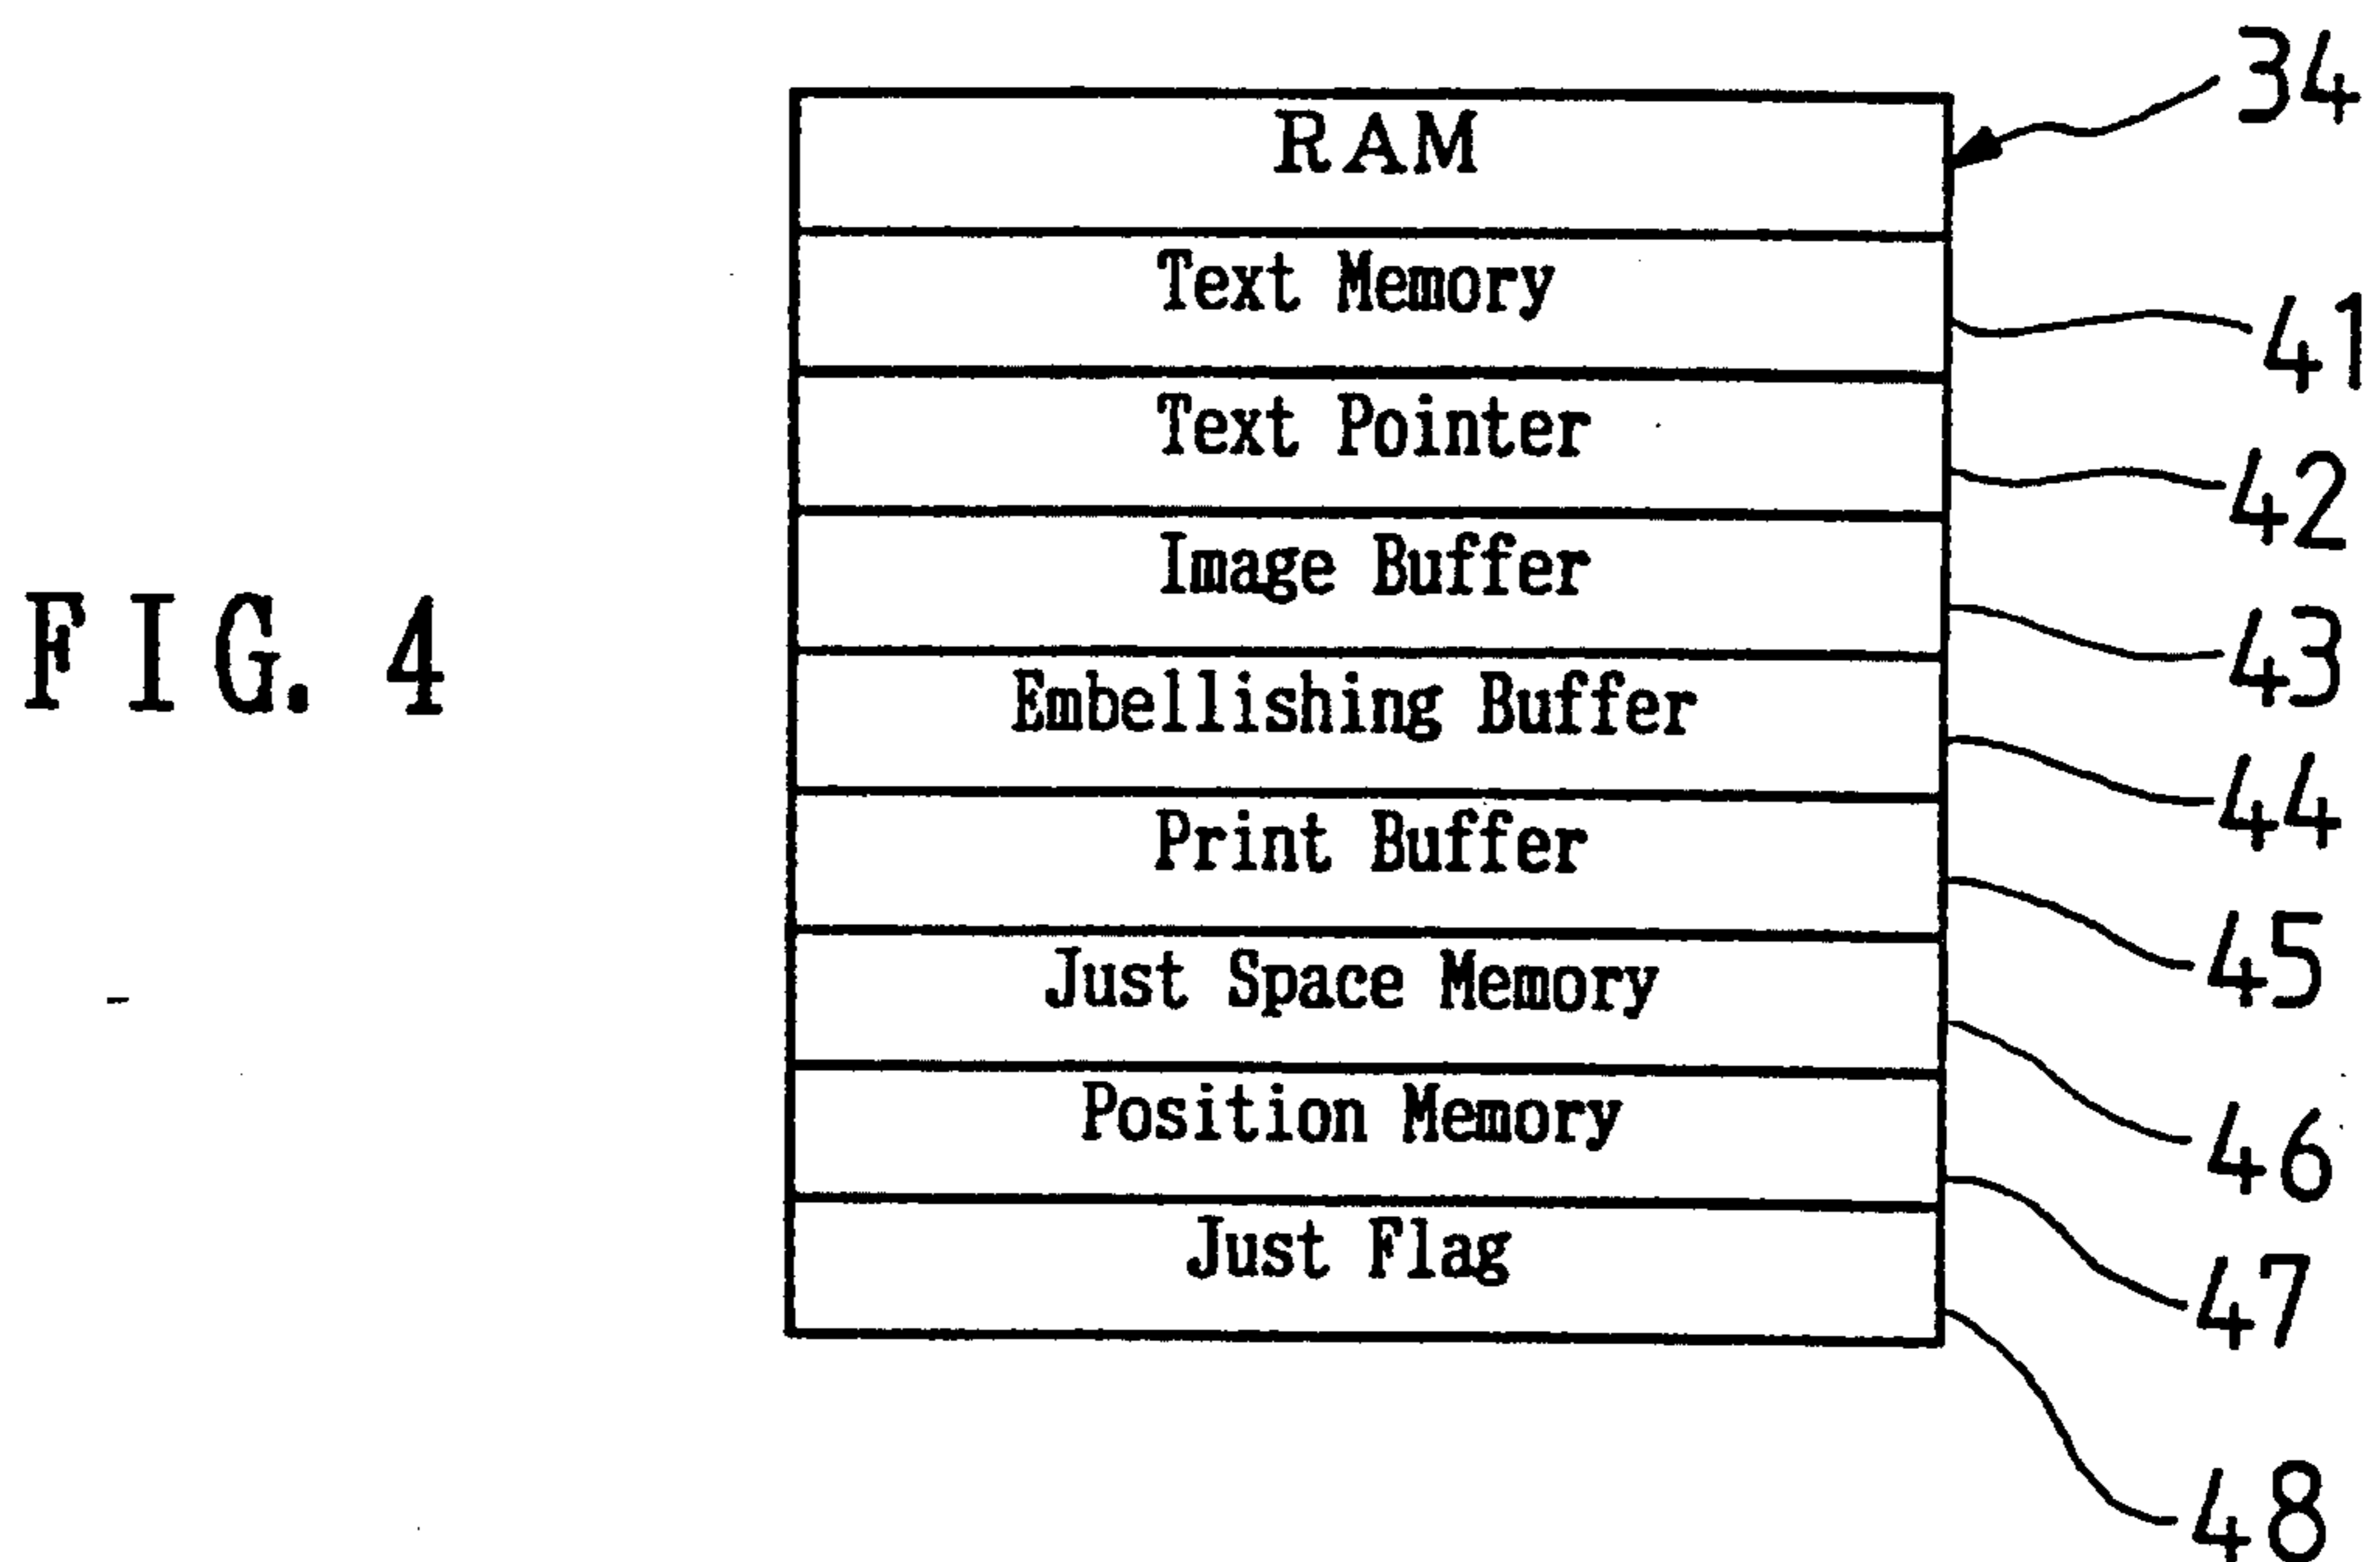 34
RAM
Text Memory
41
Text Pointer
42
Image Buffer
43
FIG. 4
Embellishing Buffer
44
Print Buffer
45
Just Space Memory
46
Position Memory
47
Just Flag
48